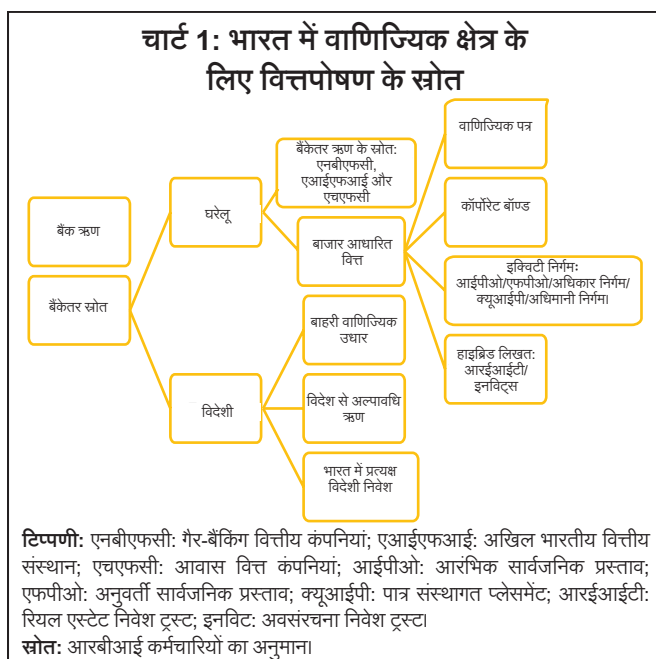 चार्ट 1: भारत में वाणिज्यिक क्षेत्र के
लिए वित्तपोषण के स्रोत
बैंक ऋण
बैंकेतर स्रोत
घरेलू
विदेशी
बैंकेतर ऋण के स्रोत:
एनबीएफसी,
एआईएफआई और
एचएफसी
बाजार आधारित
वित्त
बाहरी वाणिज्यिक
उधार
विदेश से अल्पावधि
ऋण
भारत में प्रत्यक्ष
विदेशी निवेश
वाणिज्यिक पत्र
कॉर्पोरेट बॉण्ड
इक्विटी निर्गमः
आईपीओ/एफपीओ/अधिकार निर्गम/
क्यूआईपी/अधिमानी निर्गम।
हाइब्रिड लिखत:
आरईआईटी/
इनविट्स
टिप्पणी: एनबीएफसी: गैर-बैंकिंग वित्तीय कंपनियां; एआईएफआई: अखिल भारतीय वित्तीय
संस्थान; एचएफसी: आवास वित्त कंपनियां; आईपीओ: आरंभिक सार्वजनिक प्रस्ताव;
एफपीओ: अनुवर्ती सार्वजनिक प्रस्ताव; क्यूआईपी: पात्र संस्थागत प्लेसमेंट; आरईआईटी:
रियल एस्टेट निवेश ट्रस्ट; इनविट: अवसंरचना निवेश ट्रस्ट।
स्रोत: आरबीआई कर्मचारियों का अनुमान।